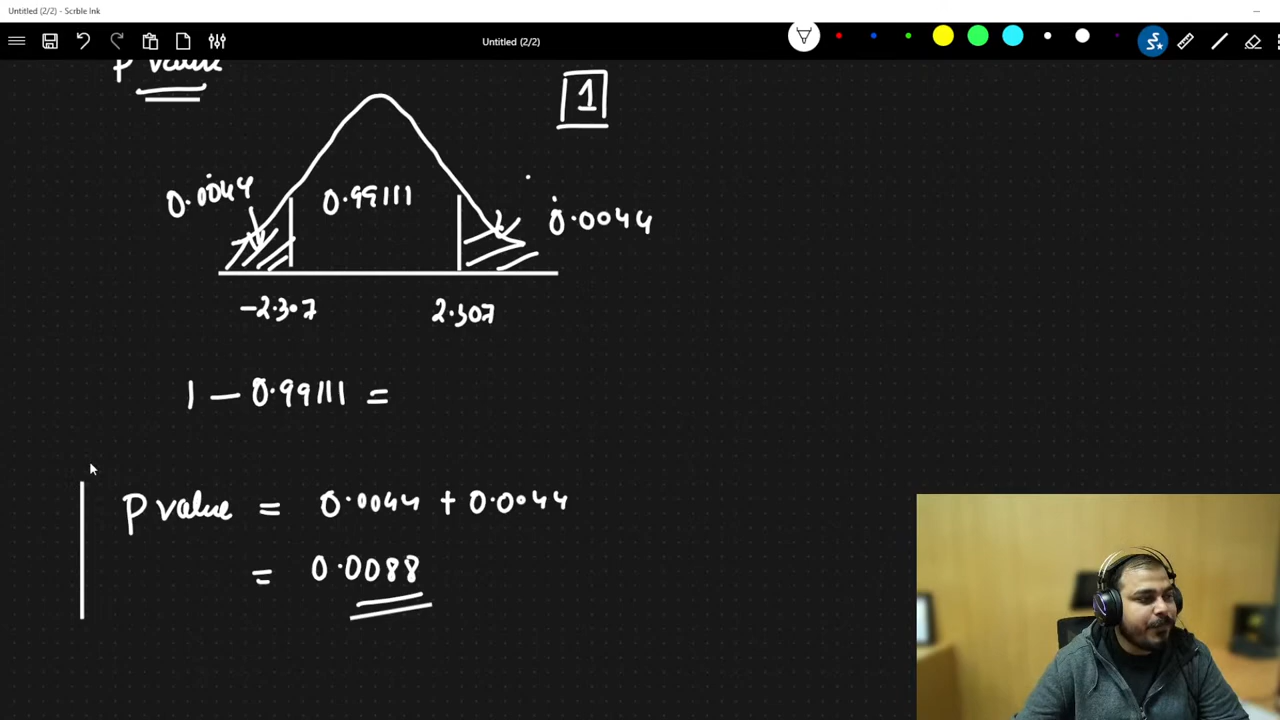 Untitled (2/2) - Scrble Ink
Untitled (2/2)
P value
1
0.0044
0.99111
0.0044
-2.307
2.307
1 - 0.99111 =
P value = 0.0044 + 0.0044
= 0.0088